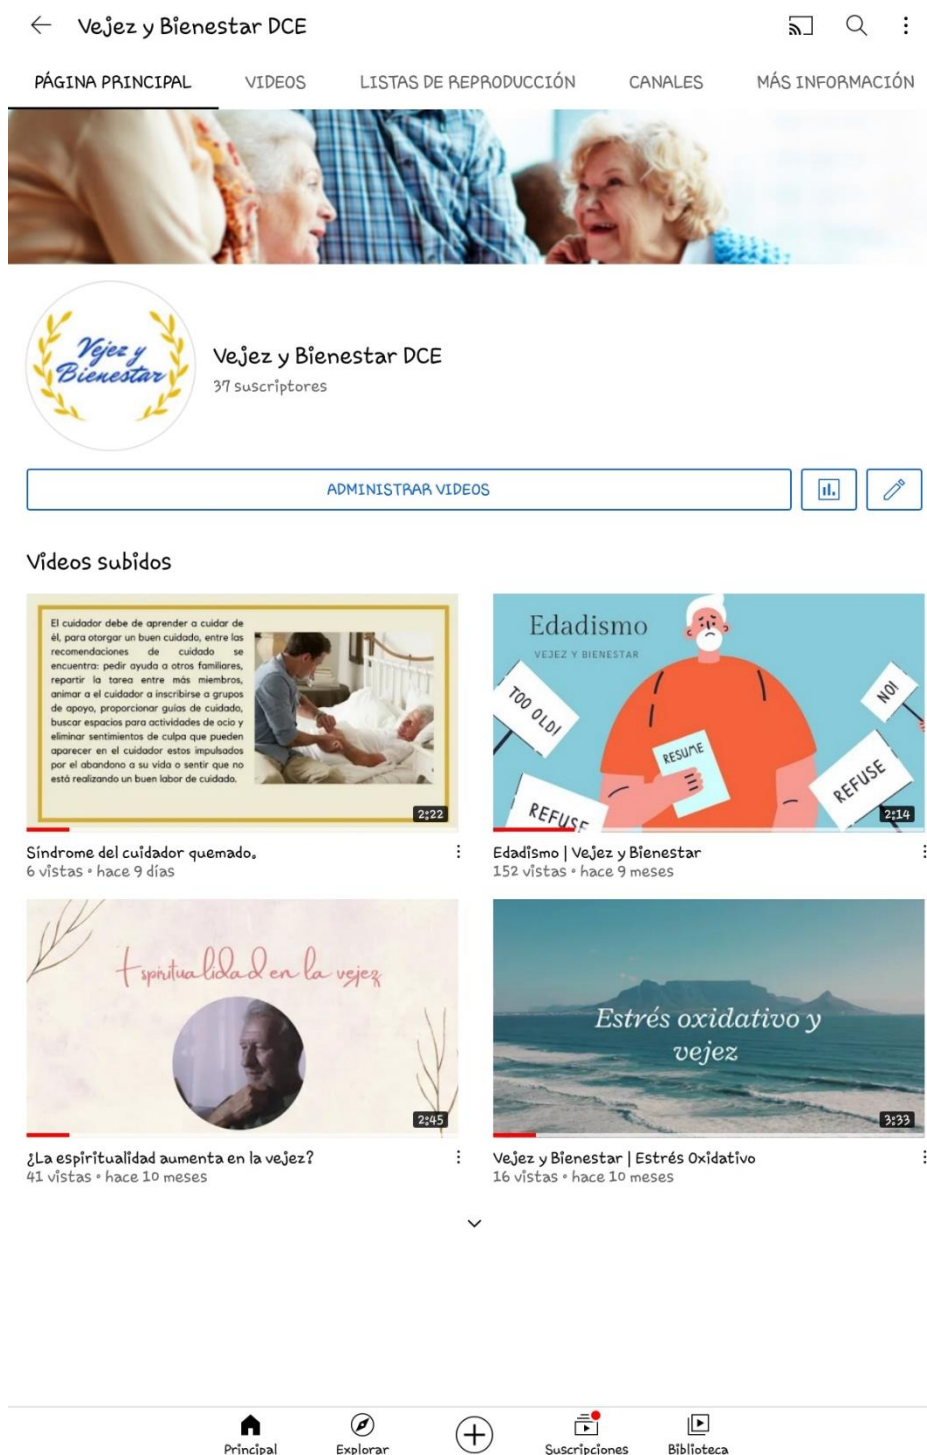 Vejez y Bienestar DCE
PÁGINA PRINCIPAL VIDEOS LISTAS DE REPRODUCCIÓN CANALES MÁS INFORMACIÓN
Vejez y
Bienestar
Vejez y Bienestar DCE
37 suscriptores
ADMINISTRAR VIDEOS
Videos subidos
El cuidador debe de aprender a cuidar de
él, para otorgar un buen cuidado, entre las
recomendaciones de cuidado se
encuentra: pedir ayuda a otros familiares,
repartir la tarea entre más miembros,
animar a el cuidador a inscribirse a grupos
de apoyo, proporcionar guías de cuidado,
buscar espacios para actividades de ocio y
eliminar sentimientos de culpa que pueden
aparecer en el cuidador estos impulsados
por el abandono a su vida o sentir que no
está realizando un buen labor de cuidado.
2:22
Síndrome del cuidador quemado.
6 vistas • hace 9 días
Edadismo
VEJEZ Y BIENESTAR
TOO OLD!
NO!
RESUME
REFUSE
REFUSE
2:14
Edadismo | Vejez y Bienestar
152 vistas • hace 9 meses
Espiritualidad en la vejez
2:45
¿La espiritualidad aumenta en la vejez?
41 vistas • hace 10 meses
Estrés oxidativo y
vejez
3:33
Vejez y Bienestar | Estrés Oxidativo
16 vistas • hace 10 meses
Principal Explorar Suscripciones Biblioteca